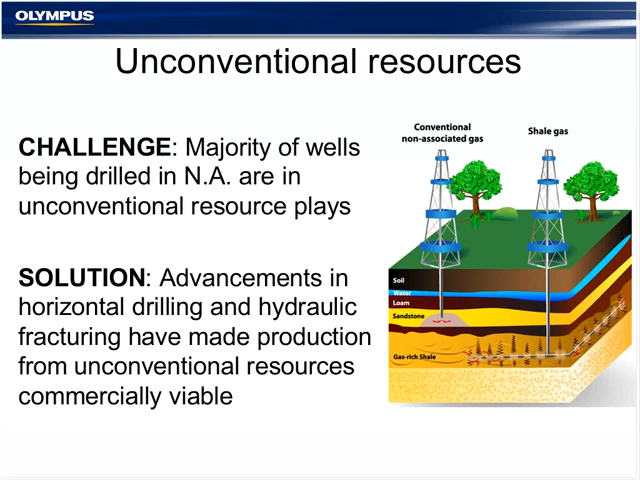 OLYMPUS
Unconventional resources
CHALLENGE: Majority of wells
being drilled in N.A. are in
unconventional resource plays
SOLUTION: Advancements in
horizontal drilling and hydraulic
fracturing have made production
from unconventional resources
commercially viable
Conventional
non-associated gas
Shale gas
Soil
Water
Loam
Sandstone
Gas-rich Shale